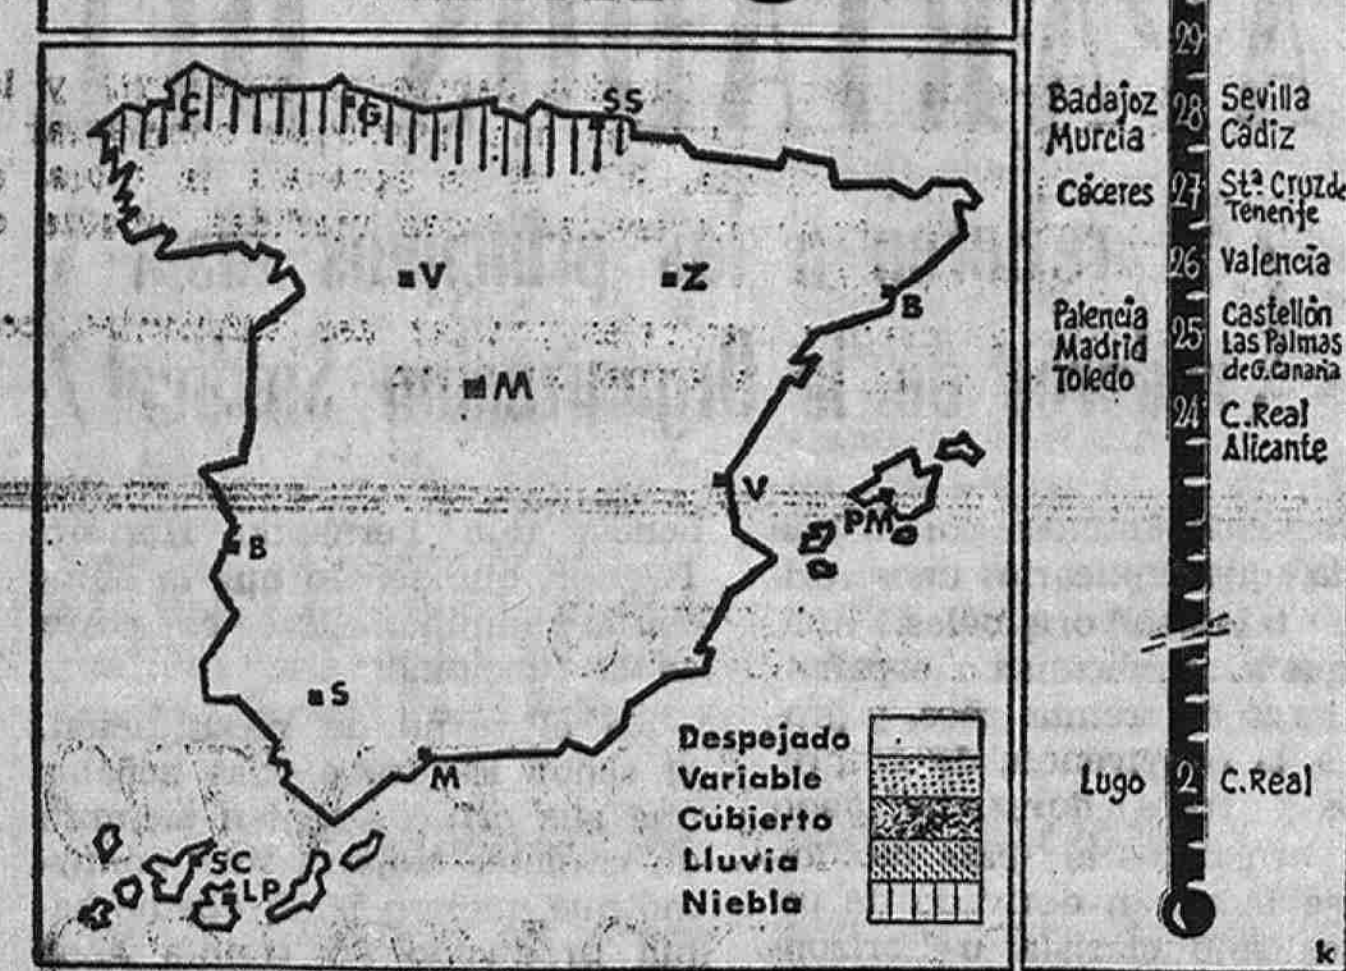 C
G
SS
V
Z
B
M
V
PM
B
S
M
SC
LP
Despejado
Variable
Cubierto
Lluvia
Niebla
29
Badajoz 28 Sevilla
Murcia Cádiz
Cáceres 27 Stª Cruz de
Tenerife
26 Valencia
Palencia Castellón
Madrid 25 Las Palmas
Toledo de G. Canaria
24 C. Real
Alicante
Lugo 2 C. Real
k